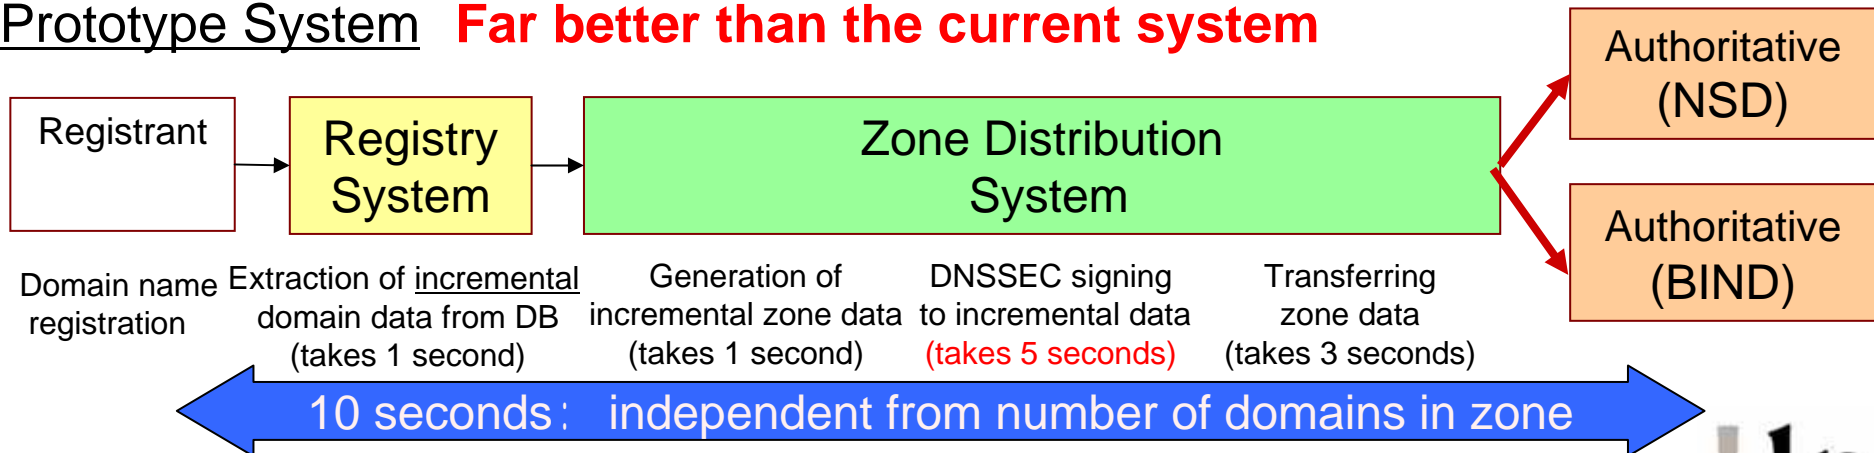 Prototype System Far better than the current system
Registrant
Registry
System
Zone Distribution
System
Authoritative
(NSD)
Authoritative
(BIND)
Domain name
registration
Extraction of incremental
domain data from DB
(takes 1 second)
Generation of
incremental zone data
(takes 1 second)
DNSSEC signing
to incremental data
(takes 5 seconds)
Transferring
zone data
(takes 3 seconds)
10 seconds: independent from number of domains in zone